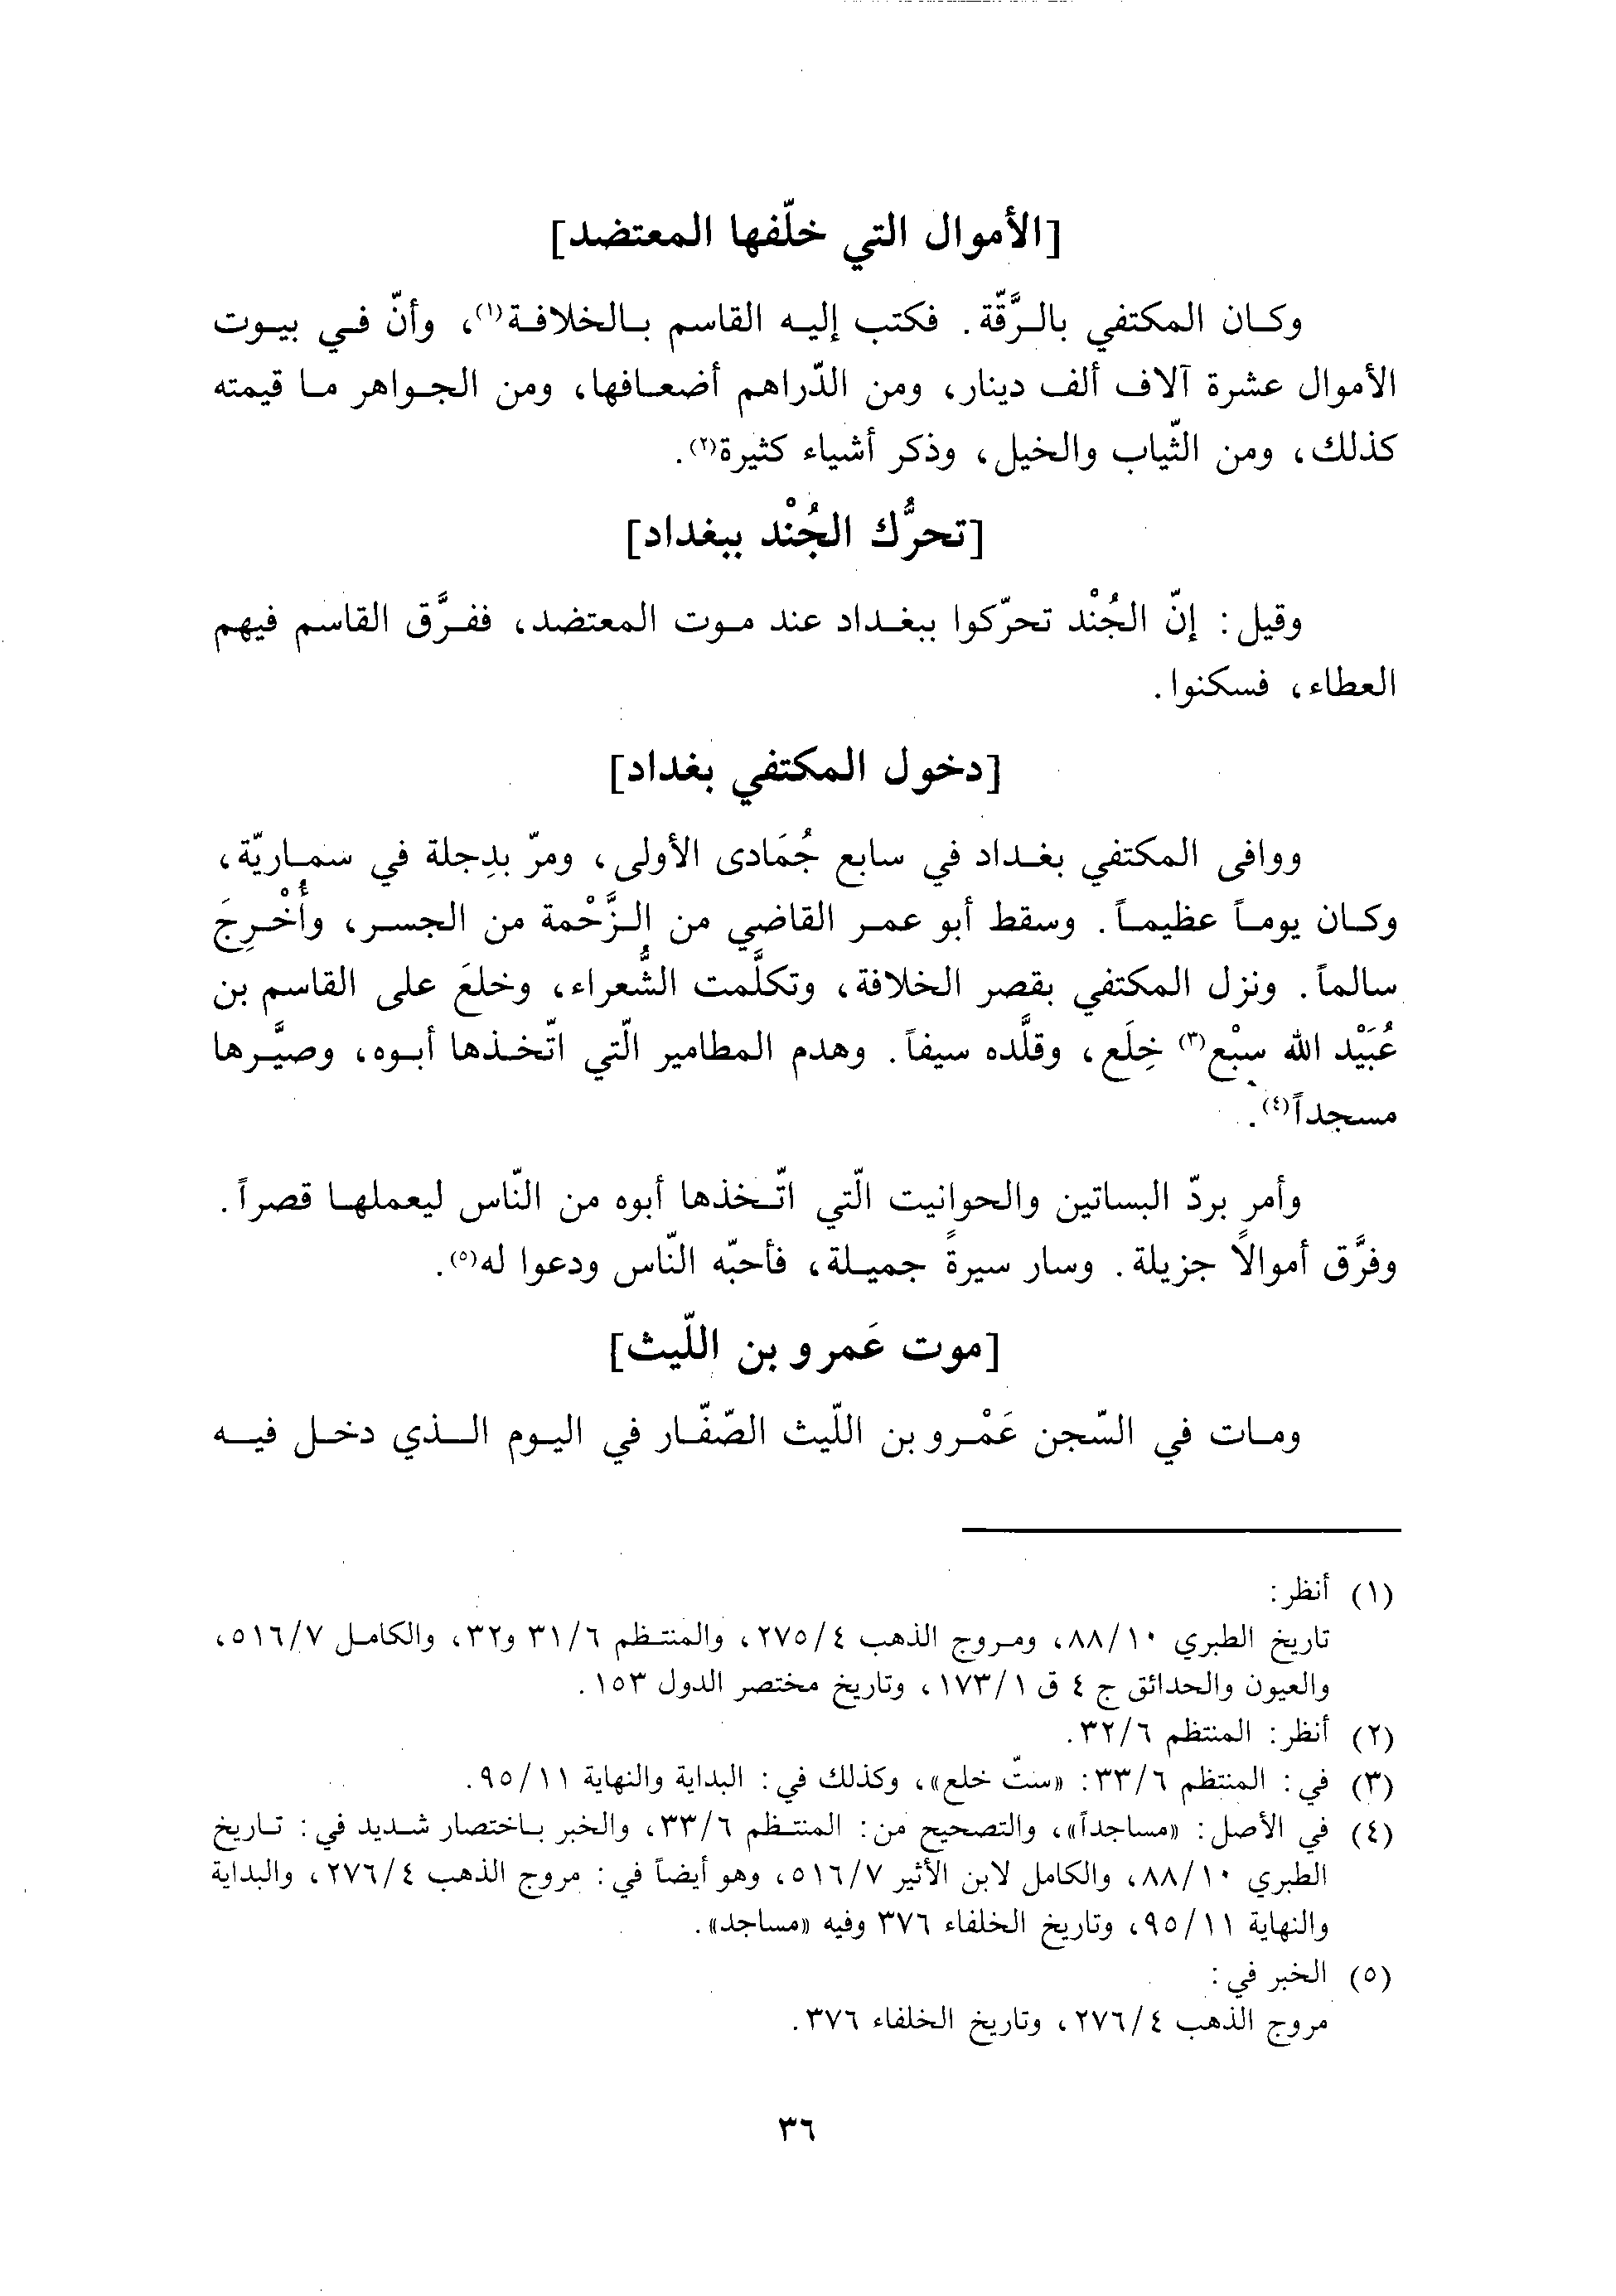 [الأموال التي خلّفها المعتضد]
وكان المكتفي بالرَّقّة. فكتب إليه القاسم بالخلافة(١)، وأنّ في بيوت
الأموال عشرة آلاف ألف دينار، ومن الدّراهم أضعافها، ومن الجواهر ما قيمته
كذلك، ومن الثّياب والخيل، وذكر أشياء كثيرة(٢).
[تحرُّك الجُنْد ببغداد]
وقيل: إنّ الجُنْد تحرّكوا ببغداد عند موت المعتضد، ففرَّق القاسم فيهم
العطاء، فسكنوا.
[دخول المكتفي بغداد]
ووافى المكتفي بغداد في سابع جُمَادى الأولى، ومرّ بدِجلة في سماريّة،
وكان يوماً عظيماً. وسقط أبو عمر القاضي من الزَّحْمة من الجسر، وأُخْرِجَ
سالماً. ونزل المكتفي بقصر الخلافة، وتكلَّمت الشُّعراء، وخلعَ على القاسم بن
عُبَيْد الله سبْع(٣) خِلَع، وقلَّده سيفاً. وهدم المطامير الّتي اتّخذها أبوه، وصيَّرها
مسجداً(٤).
وأمر بردّ البساتين والحوانيت الّتي اتّخذها أبوه من النّاس ليعملها قصراً.
وفرَّق أموالاً جزيلة. وسار سيرةً جميلة، فأحبّه النّاس ودعوا له(٥).
[موت عَمرو بن اللّيث]
ومات في السّجن عَمْرو بن اللّيث الصّفّار في اليوم الذي دخل فيه
(١) أنظر:
تاريخ الطبري ٨٨/١٠، ومروج الذهب ٢٧٥/٤، والمنتظم ٣١/٦ و٣٢، والكامل ٥١٦/٧،
والعيون والحدائق ج ٤ ق ١٧٣/١، وتاريخ مختصر الدول ١٥٣.
(٢) أنظر: المنتظم ٣٢/٦.
(٣) في: المنتظم ٣٣/٦: «ستّ خلع»، وكذلك في: البداية والنهاية ٩٥/١١.
(٤) في الأصل: «مساجداً»، والتصحيح من: المنتظم ٣٣/٦، والخبر باختصار شديد في: تاريخ
الطبري ٨٨/١٠، والكامل لابن الأثير ٥١٦/٧، وهو أيضاً في: مروج الذهب ٢٧٦/٤، والبداية
والنهاية ٩٥/١١، وتاريخ الخلفاء ٣٧٦ وفيه «مساجد».
(٥) الخبر في:
مروج الذهب ٢٧٦/٤، وتاريخ الخلفاء ٣٧٦.
٣٦